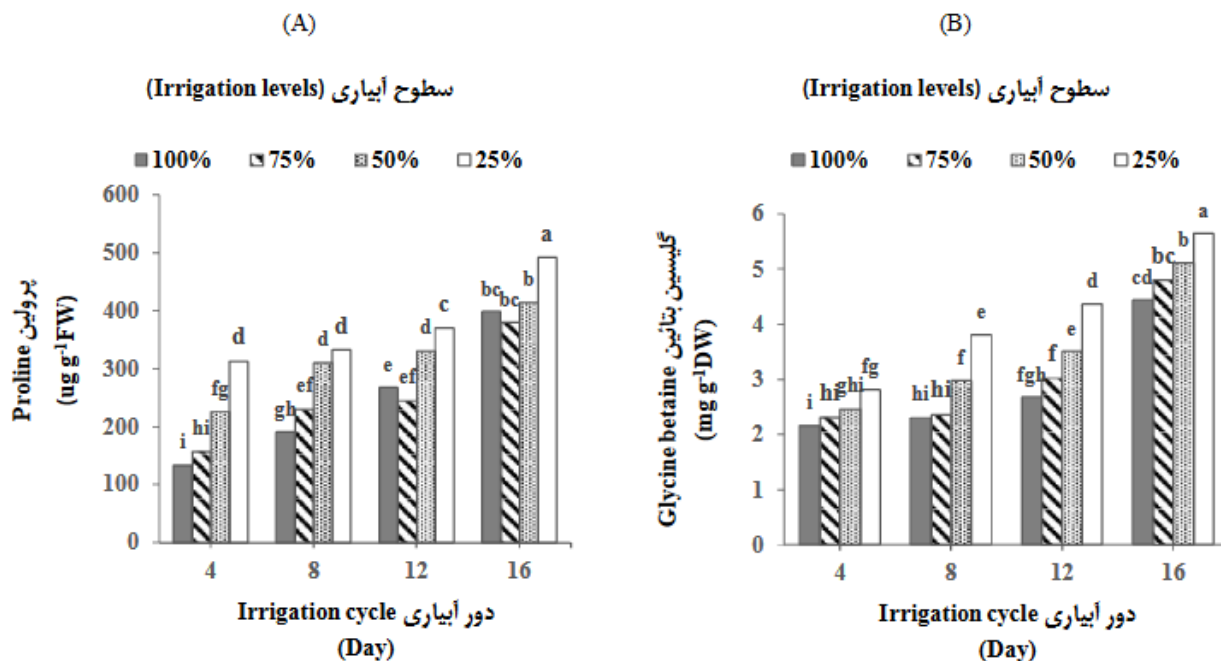 (A)
سطوح آبیاری (Irrigation levels)
100% 75% 50% 25%
600
500
400
300
200
100
0
پرولین Proline
(ug g⁻¹FW)
i hi fg d
gh ef d d
e ef d c
bc bc b a
4 8 12 16
دور آبیاری Irrigation cycle
(Day)
(B)
سطوح آبیاری (Irrigation levels)
100% 75% 50% 25%
6
5
4
3
2
1
0
گلیسین بتائین Glycine betaine
(mg g⁻¹DW)
i hi ghi fg
hi hi f e
fgh f e d
cd bc b a
4 8 12 16
دور آبیاری Irrigation cycle
(Day)